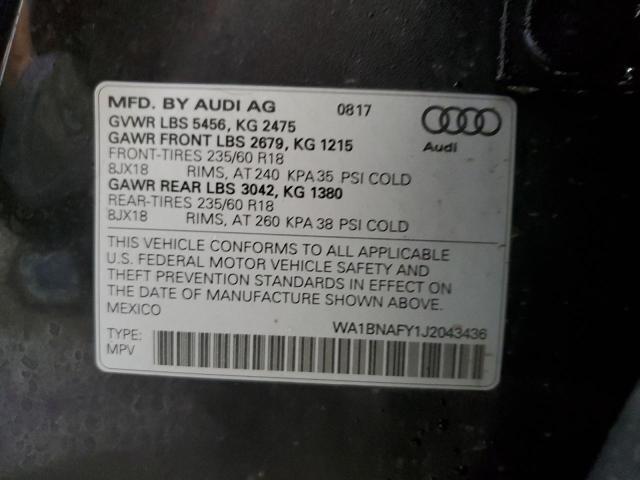 MFD. BY AUDI AG 0817
GVWR LBS 5456, KG 2475
GAWR FRONT LBS 2679, KG 1215
Audi
FRONT-TIRES 235/60 R18
8JX18 RIMS, AT 240 KPA 35 PSI COLD
GAWR REAR LBS 3042, KG 1380
REAR-TIRES 235/60 R18
8JX18 RIMS, AT 260 KPA 38 PSI COLD
THIS VEHICLE CONFORMS TO ALL APPLICABLE
U.S. FEDERAL MOTOR VEHICLE SAFETY AND
THEFT PREVENTION STANDARDS IN EFFECT ON
THE DATE OF MANUFACTURE SHOWN ABOVE.
MEXICO
WA1BNAFY1J2043436
TYPE:
MPV